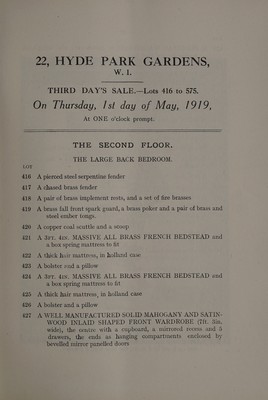 22, HYDE PARK GARDENS,
W. 1.
THIRD DAY'S SALE.—Lots 416 to 575.
On Thursday, 1st day of May, 1919,
At ONE o'clock prompt.
THE SECOND FLOOR.
THE LARGE BACK BEDROOM.
LOT
416 A pierced steel serpentine fender
417 A chased brass fender
418 A pair of brass implement rests, and a set of fire brasses
419 A brass fall front spark guard, a brass poker and a pair of brass and
steel ember tongs.
420 A copper coal scuttle and a scoop
421 A 3FT. 4IN. MASSIVE ALL BRASS FRENCH BEDSTEAD and
a box spring mattress to fit
422 A thick hair mattress, in holland case
423 A bolster and a pillow
424 A 3FT. 4IN. MASSIVE ALL BRASS FRENCH BEDSTEAD and
a box spring mattress to fit
425 A thick hair mattress, in holland case
426 A bolster and a pillow
427 A WELL MANUFACTURED SOLID MAHOGANY AND SATIN-
WOOD INLAID SHAPED FRONT WARDROBE (7ft. 3in.
wide), the centre with a cupboard, a mirrored recess and 5
drawers, the ends as hanging compartments enclosed by
bevelled mirror panelled doors